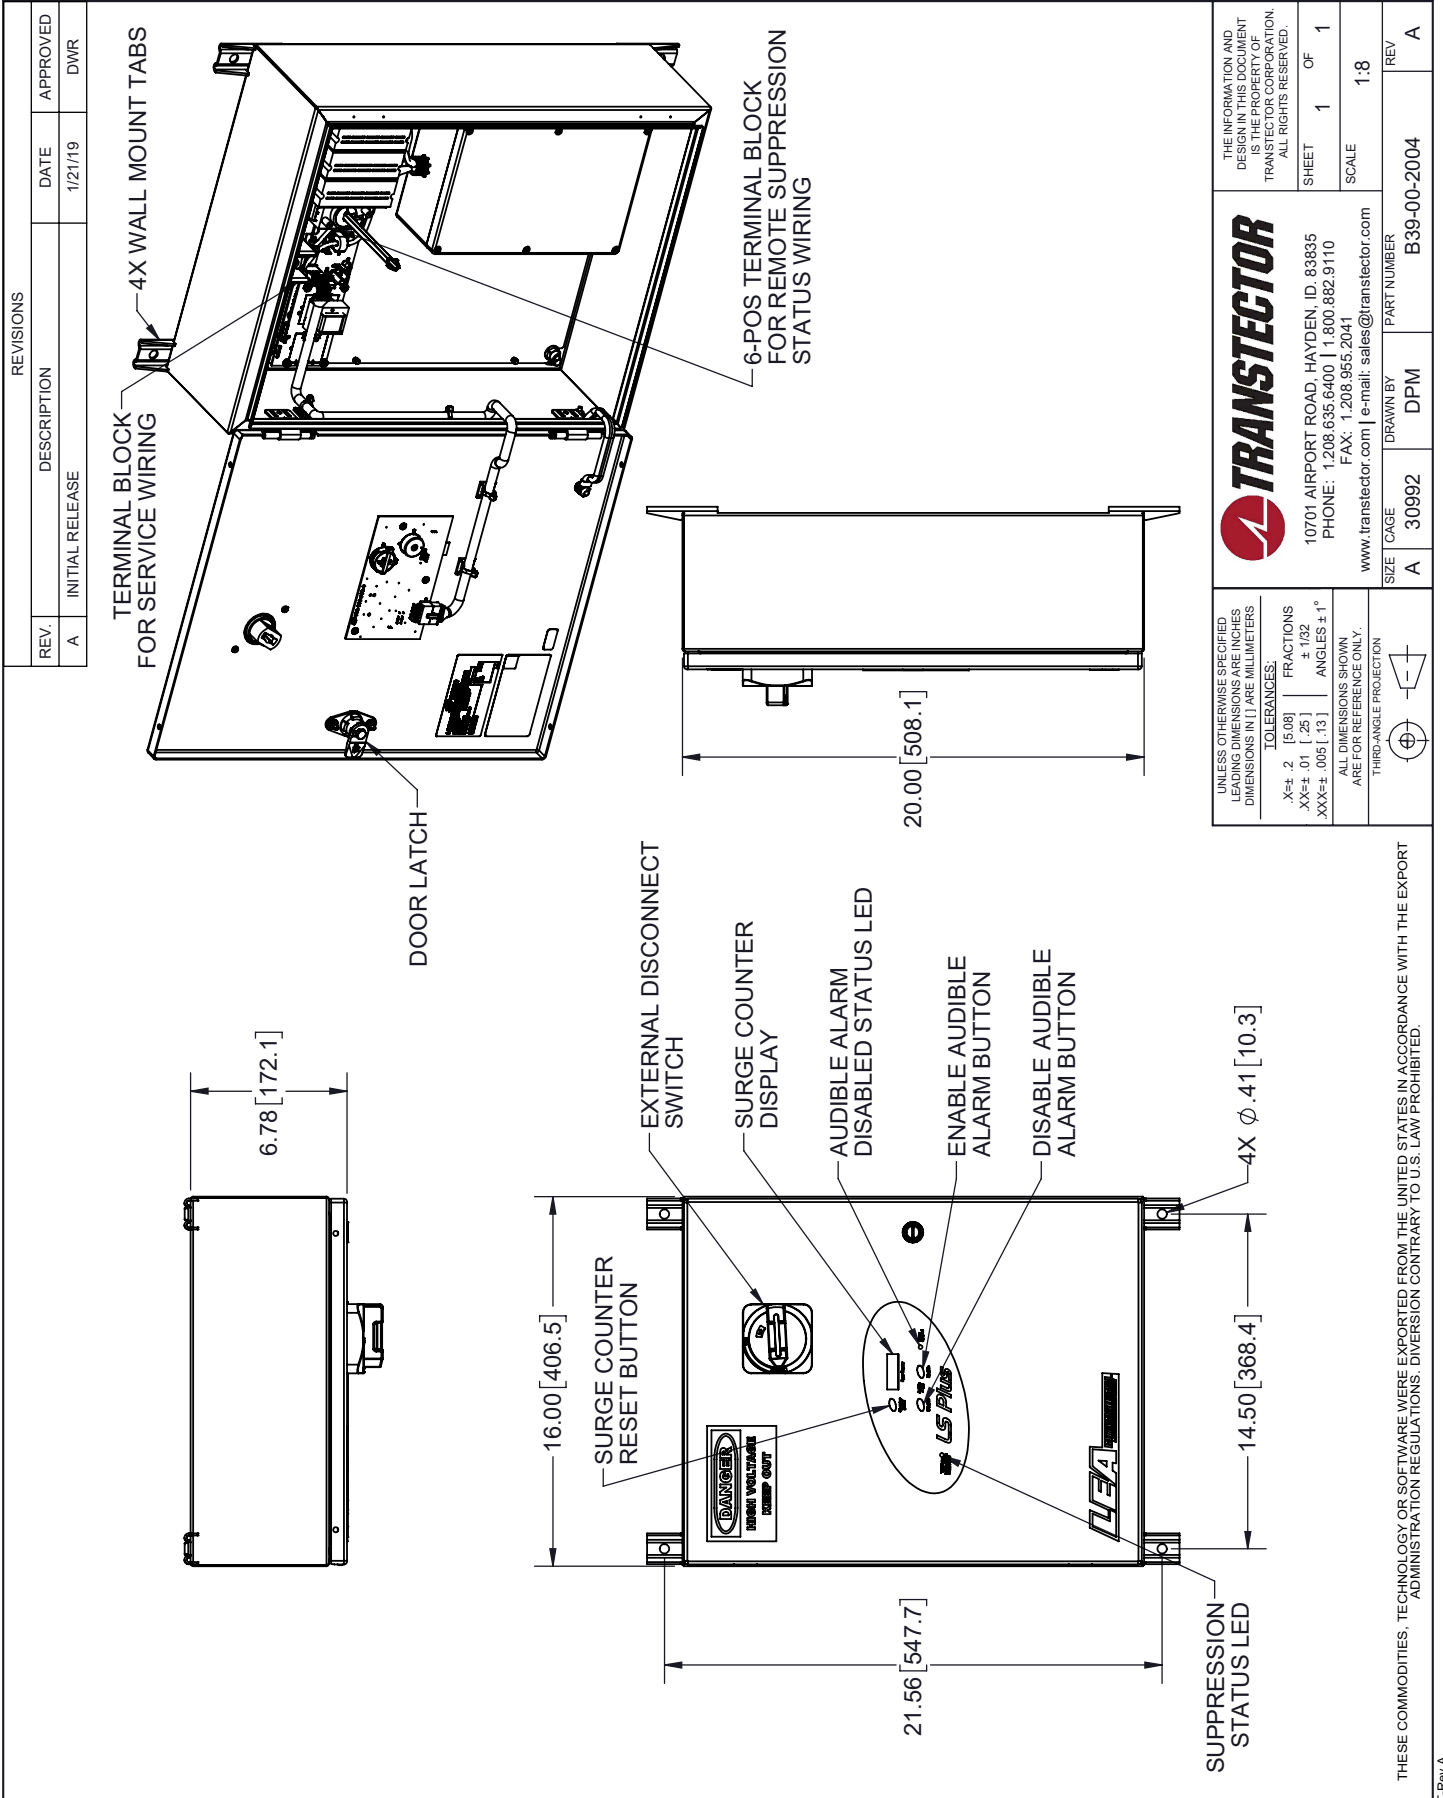 REVISIONS
REV.
DESCRIPTION
DATE
APPROVED
A
INITIAL RELEASE
1/21/19
DWR
4X WALL MOUNT TABS
TERMINAL BLOCK
FOR SERVICE WIRING
6-POS TERMINAL BLOCK
FOR REMOTE SUPPRESSION
STATUS WIRING
DOOR LATCH
6.78 [172.1]
20.00 [508.1]
16.00 [406.5]
SURGE COUNTER
RESET BUTTON
EXTERNAL DISCONNECT
SWITCH
SURGE COUNTER
DISPLAY
AUDIBLE ALARM
DISABLED STATUS LED
ENABLE AUDIBLE
ALARM BUTTON
DISABLE AUDIBLE
ALARM BUTTON
DANGER
HIGH VOLTAGE
KEEP OUT
LS Plus
LEA
21.56 [547.7]
SUPPRESSION
STATUS LED
14.50 [368.4]
4X ∅ .41 [10.3]
UNLESS OTHERWISE SPECIFIED
LEADING DIMENSIONS ARE INCHES
DIMENSIONS IN [ ] ARE MILLIMETERS
TOLERANCES:
.X=± .2 [5.08]
.XX=± .01 [.25]
.XXX=± .005 [.13]
FRACTIONS
± 1/32
ANGLES ± 1°
ALL DIMENSIONS SHOWN
ARE FOR REFERENCE ONLY.
THIRD-ANGLE PROJECTION
TRANSTECTOR
10701 AIRPORT ROAD, HAYDEN, ID. 83835
PHONE: 1.208.635.6400 | 1.800.882.9110
FAX: 1.208.955.2041
www.transtector.com | e-mail: sales@transtector.com
THE INFORMATION AND
DESIGN IN THIS DOCUMENT
IS THE PROPERTY OF
TRANSTECTOR CORPORATION.
ALL RIGHTS RESERVED.
SHEET 1 OF 1
SCALE 1:8
SIZE
A
CAGE
30992
DRAWN BY
DPM
PART NUMBER
B39-00-2004
REV
A
THESE COMMODITIES, TECHNOLOGY OR SOFTWARE WERE EXPORTED FROM THE UNITED STATES IN ACCORDANCE WITH THE EXPORT
ADMINISTRATION REGULATIONS. DIVERSION CONTRARY TO U.S. LAW PROHIBITED.
Rev A